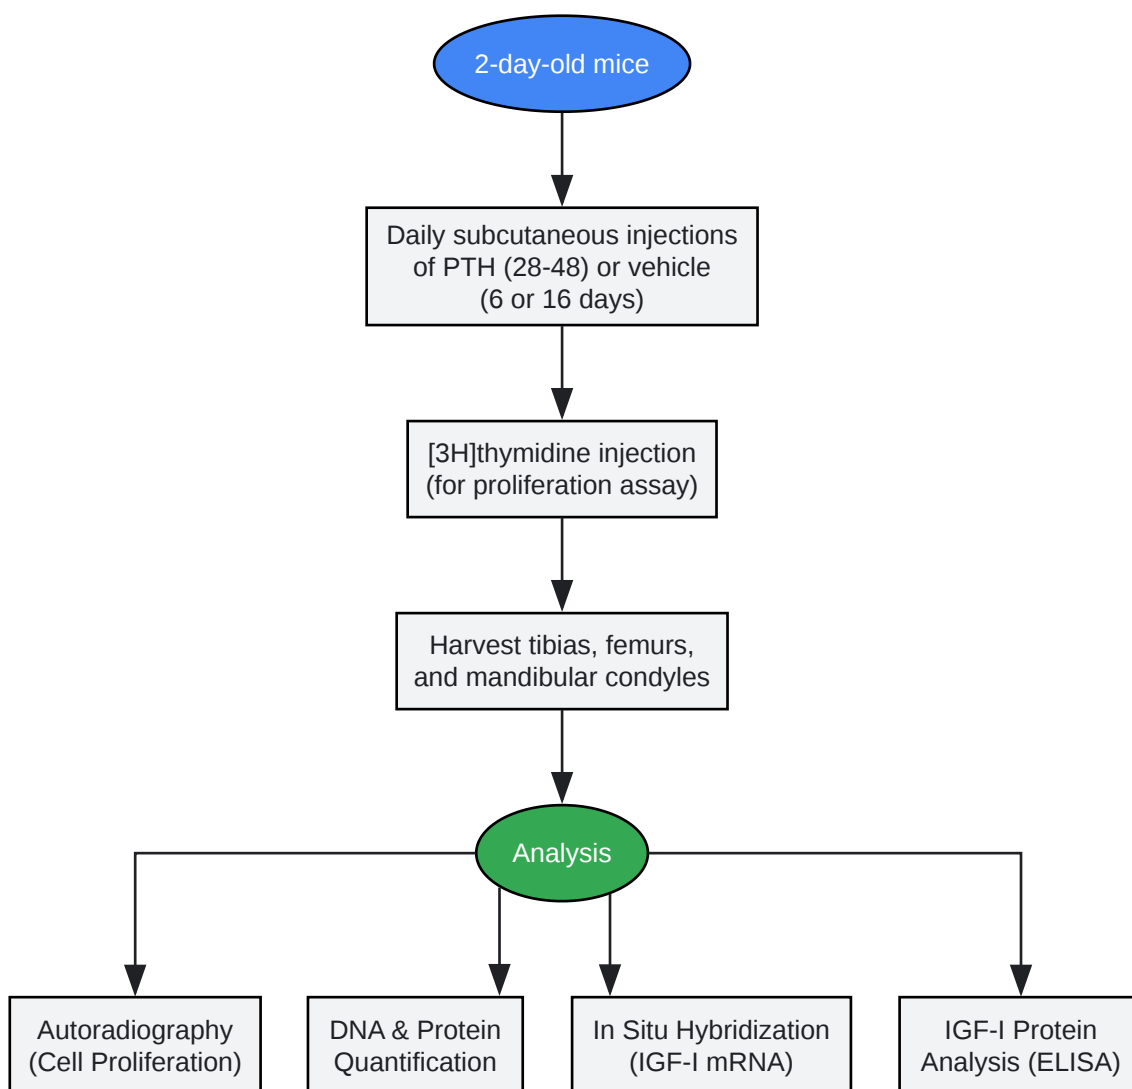 2-day-old mice
Daily subcutaneous injections
of PTH (28-48) or vehicle
(6 or 16 days)
[3H]thymidine injection
(for proliferation assay)
Harvest tibias, femurs,
and mandibular condyles
Analysis
Autoradiography
(Cell Proliferation)
DNA & Protein
Quantification
In Situ Hybridization
(IGF-I mRNA)
IGF-I Protein
Analysis (ELISA)